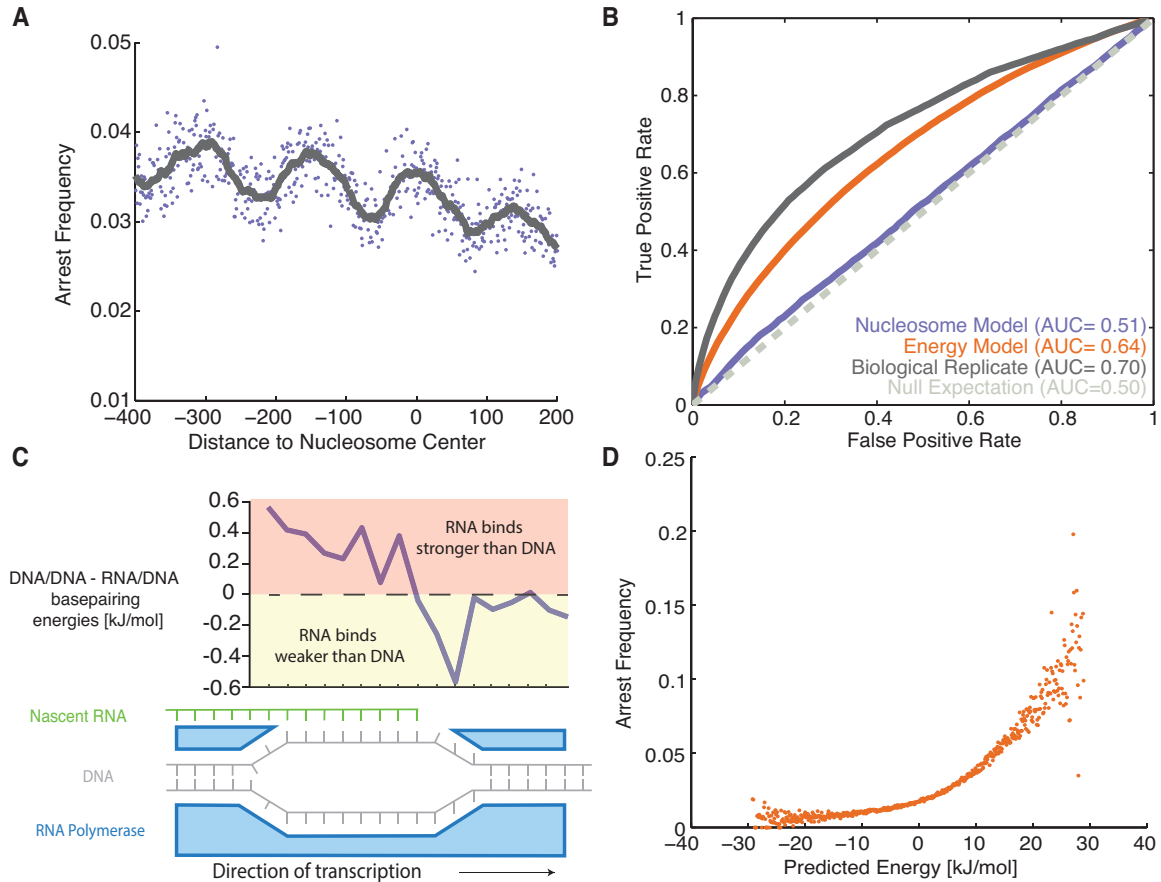 A
0.05
0.04
0.03
0.02
0.01
Arrest Frequency
−400
−300
−200
−100
0
100
200
Distance to Nucleosome Center
B
1
0.8
0.6
0.4
0.2
0
True Positive Rate
Nucleosome Model (AUC= 0.51)
Energy Model (AUC= 0.64)
Biological Replicate (AUC= 0.70)
Null Expectation (AUC=0.50)
0
0.2
0.4
0.6
0.8
1
False Positive Rate
C
0.6
0.4
0.2
0
-0.2
-0.4
-0.6
DNA/DNA - RNA/DNA
basepairing
energies [kJ/mol]
RNA binds
stronger than DNA
RNA binds
weaker than DNA
Nascent RNA
DNA
RNA Polymerase
Direction of transcription
D
0.25
0.2
0.15
0.1
0.05
0
Arrest Frequency
−40
−30
−20
−10
0
10
20
30
40
Predicted Energy [kJ/mol]